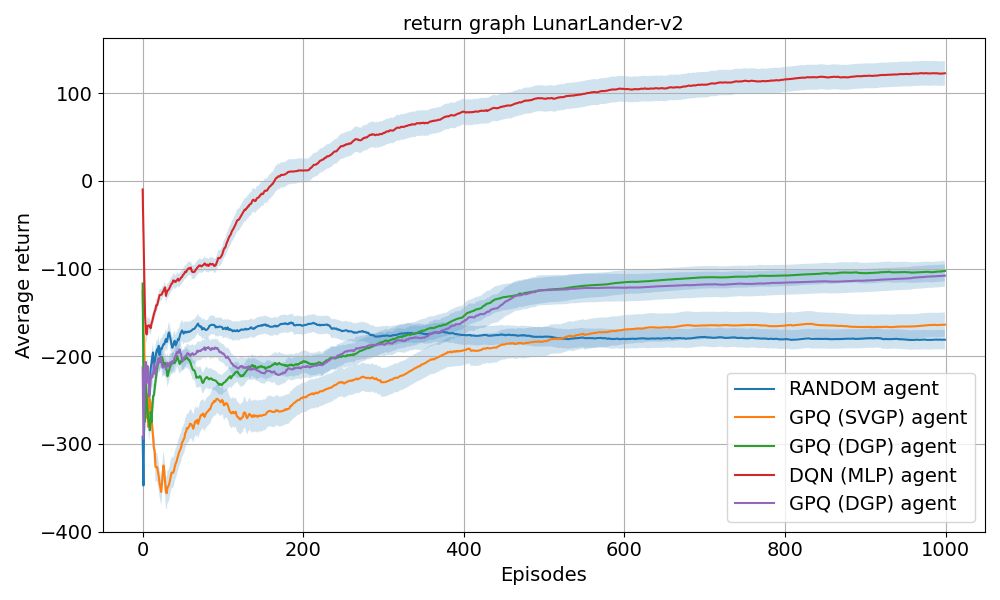 return graph LunarLander-v2
Average return
100
0
−100
−200
−300
−400
0
200
400
600
800
1000
Episodes
RANDOM agent
GPQ (SVGP) agent
GPQ (DGP) agent
DQN (MLP) agent
GPQ (DGP) agent